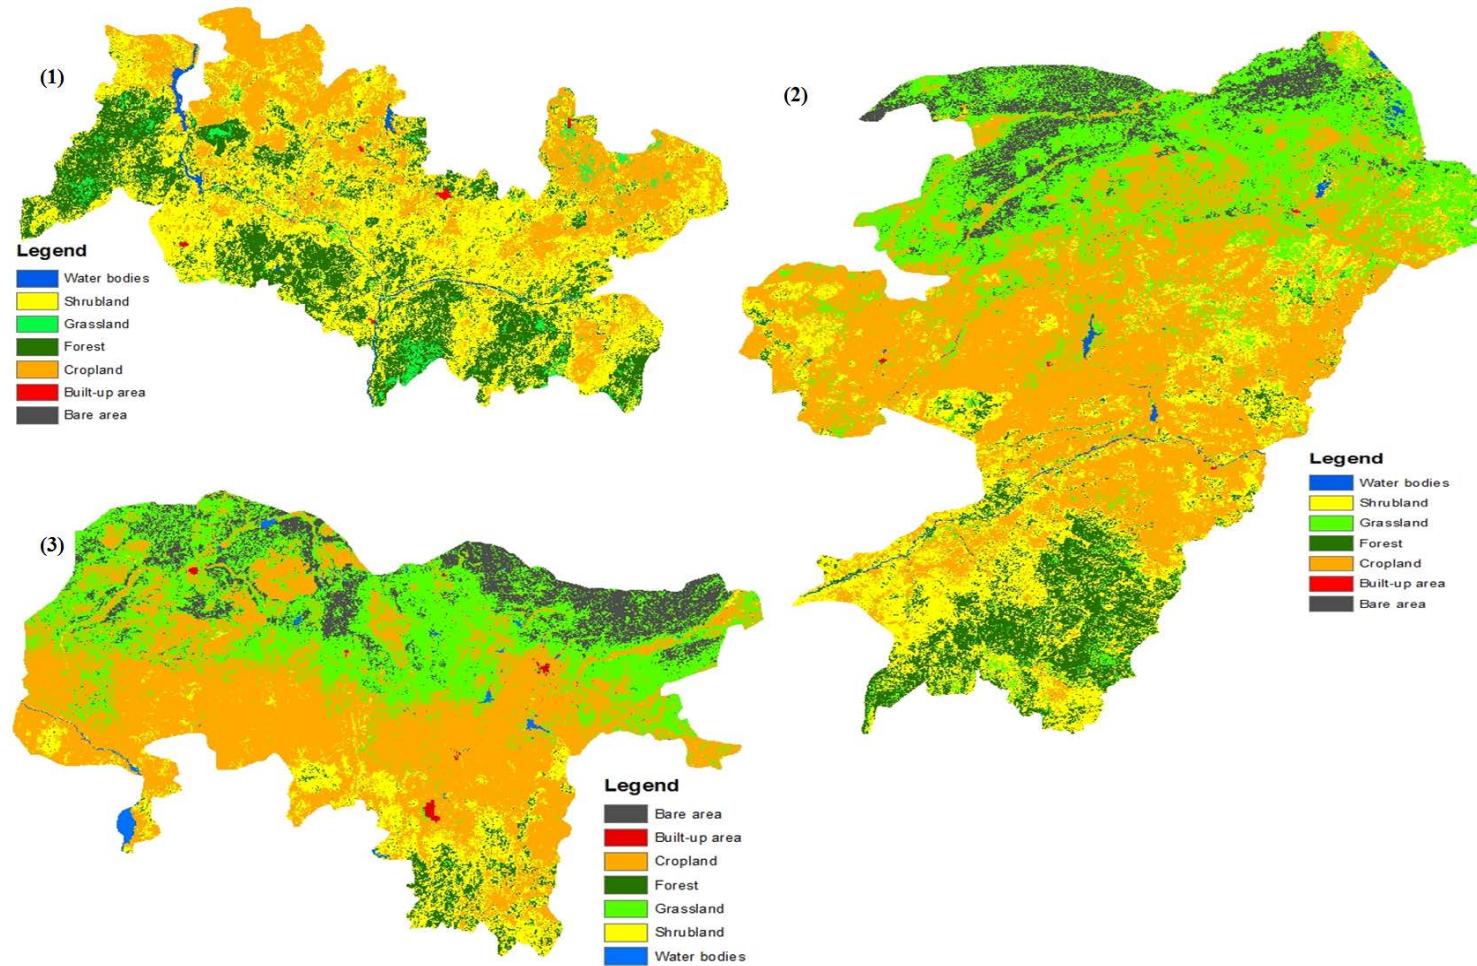 (1)
Legend
Water bodies
Shrubland
Grassland
Forest
Cropland
Built-up area
Bare area
(2)
Legend
Water bodies
Shrubland
Grassland
Forest
Cropland
Built-up area
Bare area
(3)
Legend
Bare area
Built-up area
Cropland
Forest
Grassland
Shrubland
Water bodies